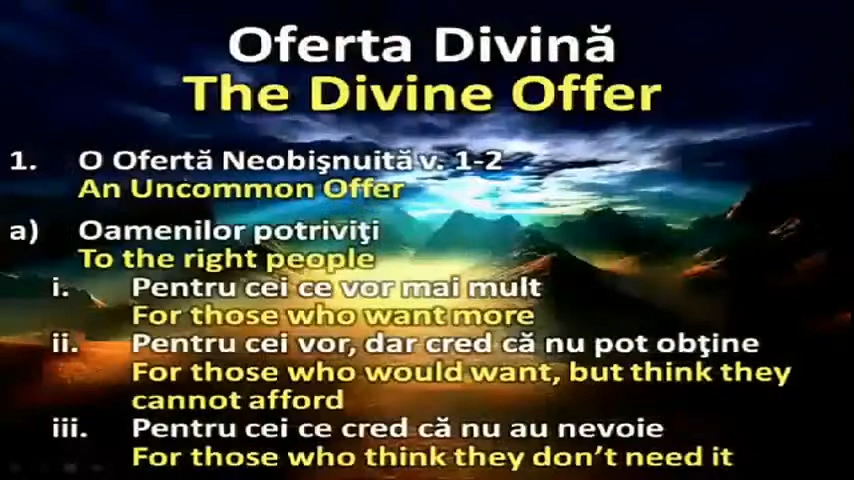 Oferta Divină
The Divine Offer
1. O Ofertă Neobişnuită v. 1-2
An Uncommon Offer
a) Oamenilor potriviţi
To the right people
i. Pentru cei ce vor mai mult
For those who want more
ii. Pentru cei vor, dar cred că nu pot obţine
For those who would want, but think they
cannot afford
iii. Pentru cei ce cred că nu au nevoie
For those who think they don't need it